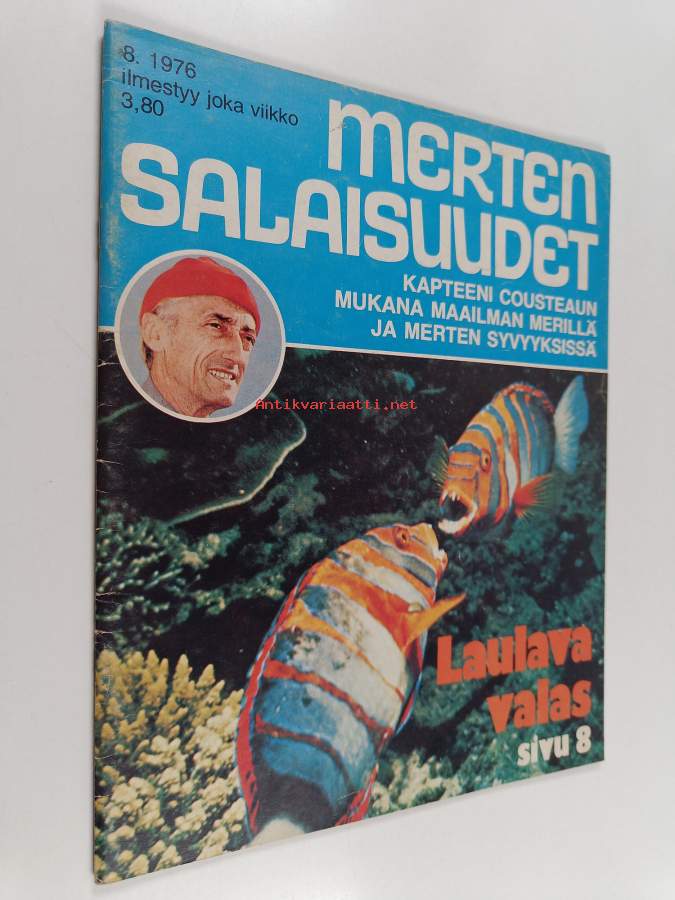 8. 1976
ilmestyy joka viikko
3,80
MERTEN
SALAISUUDET
KAPTEENI COUSTEAUN
MUKANA MAAILMAN MERILLÄ
JA MERTEN SYVYYKSISSÄ
Antikvariaatti.net
Laulava
valas
sivu 8